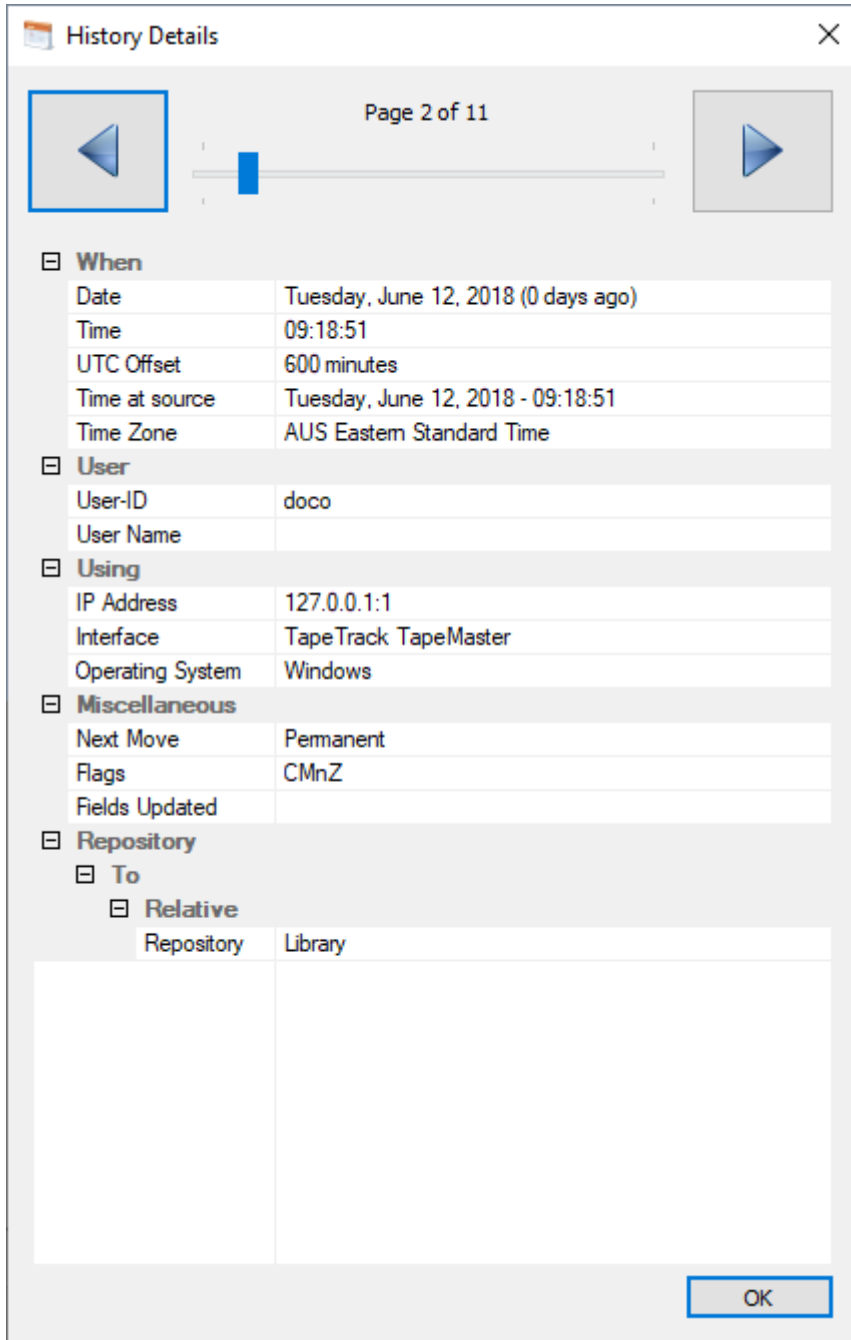 History Details
Page 2 of 11
When
Date Tuesday, June 12, 2018 (0 days ago)
Time 09:18:51
UTC Offset 600 minutes
Time at source Tuesday, June 12, 2018 - 09:18:51
Time Zone AUS Eastern Standard Time
User
User-ID doco
User Name
Using
IP Address 127.0.0.1:1
Interface TapeTrack TapeMaster
Operating System Windows
Miscellaneous
Next Move Permanent
Flags CMnZ
Fields Updated
Repository
To
Relative
Repository Library
OK